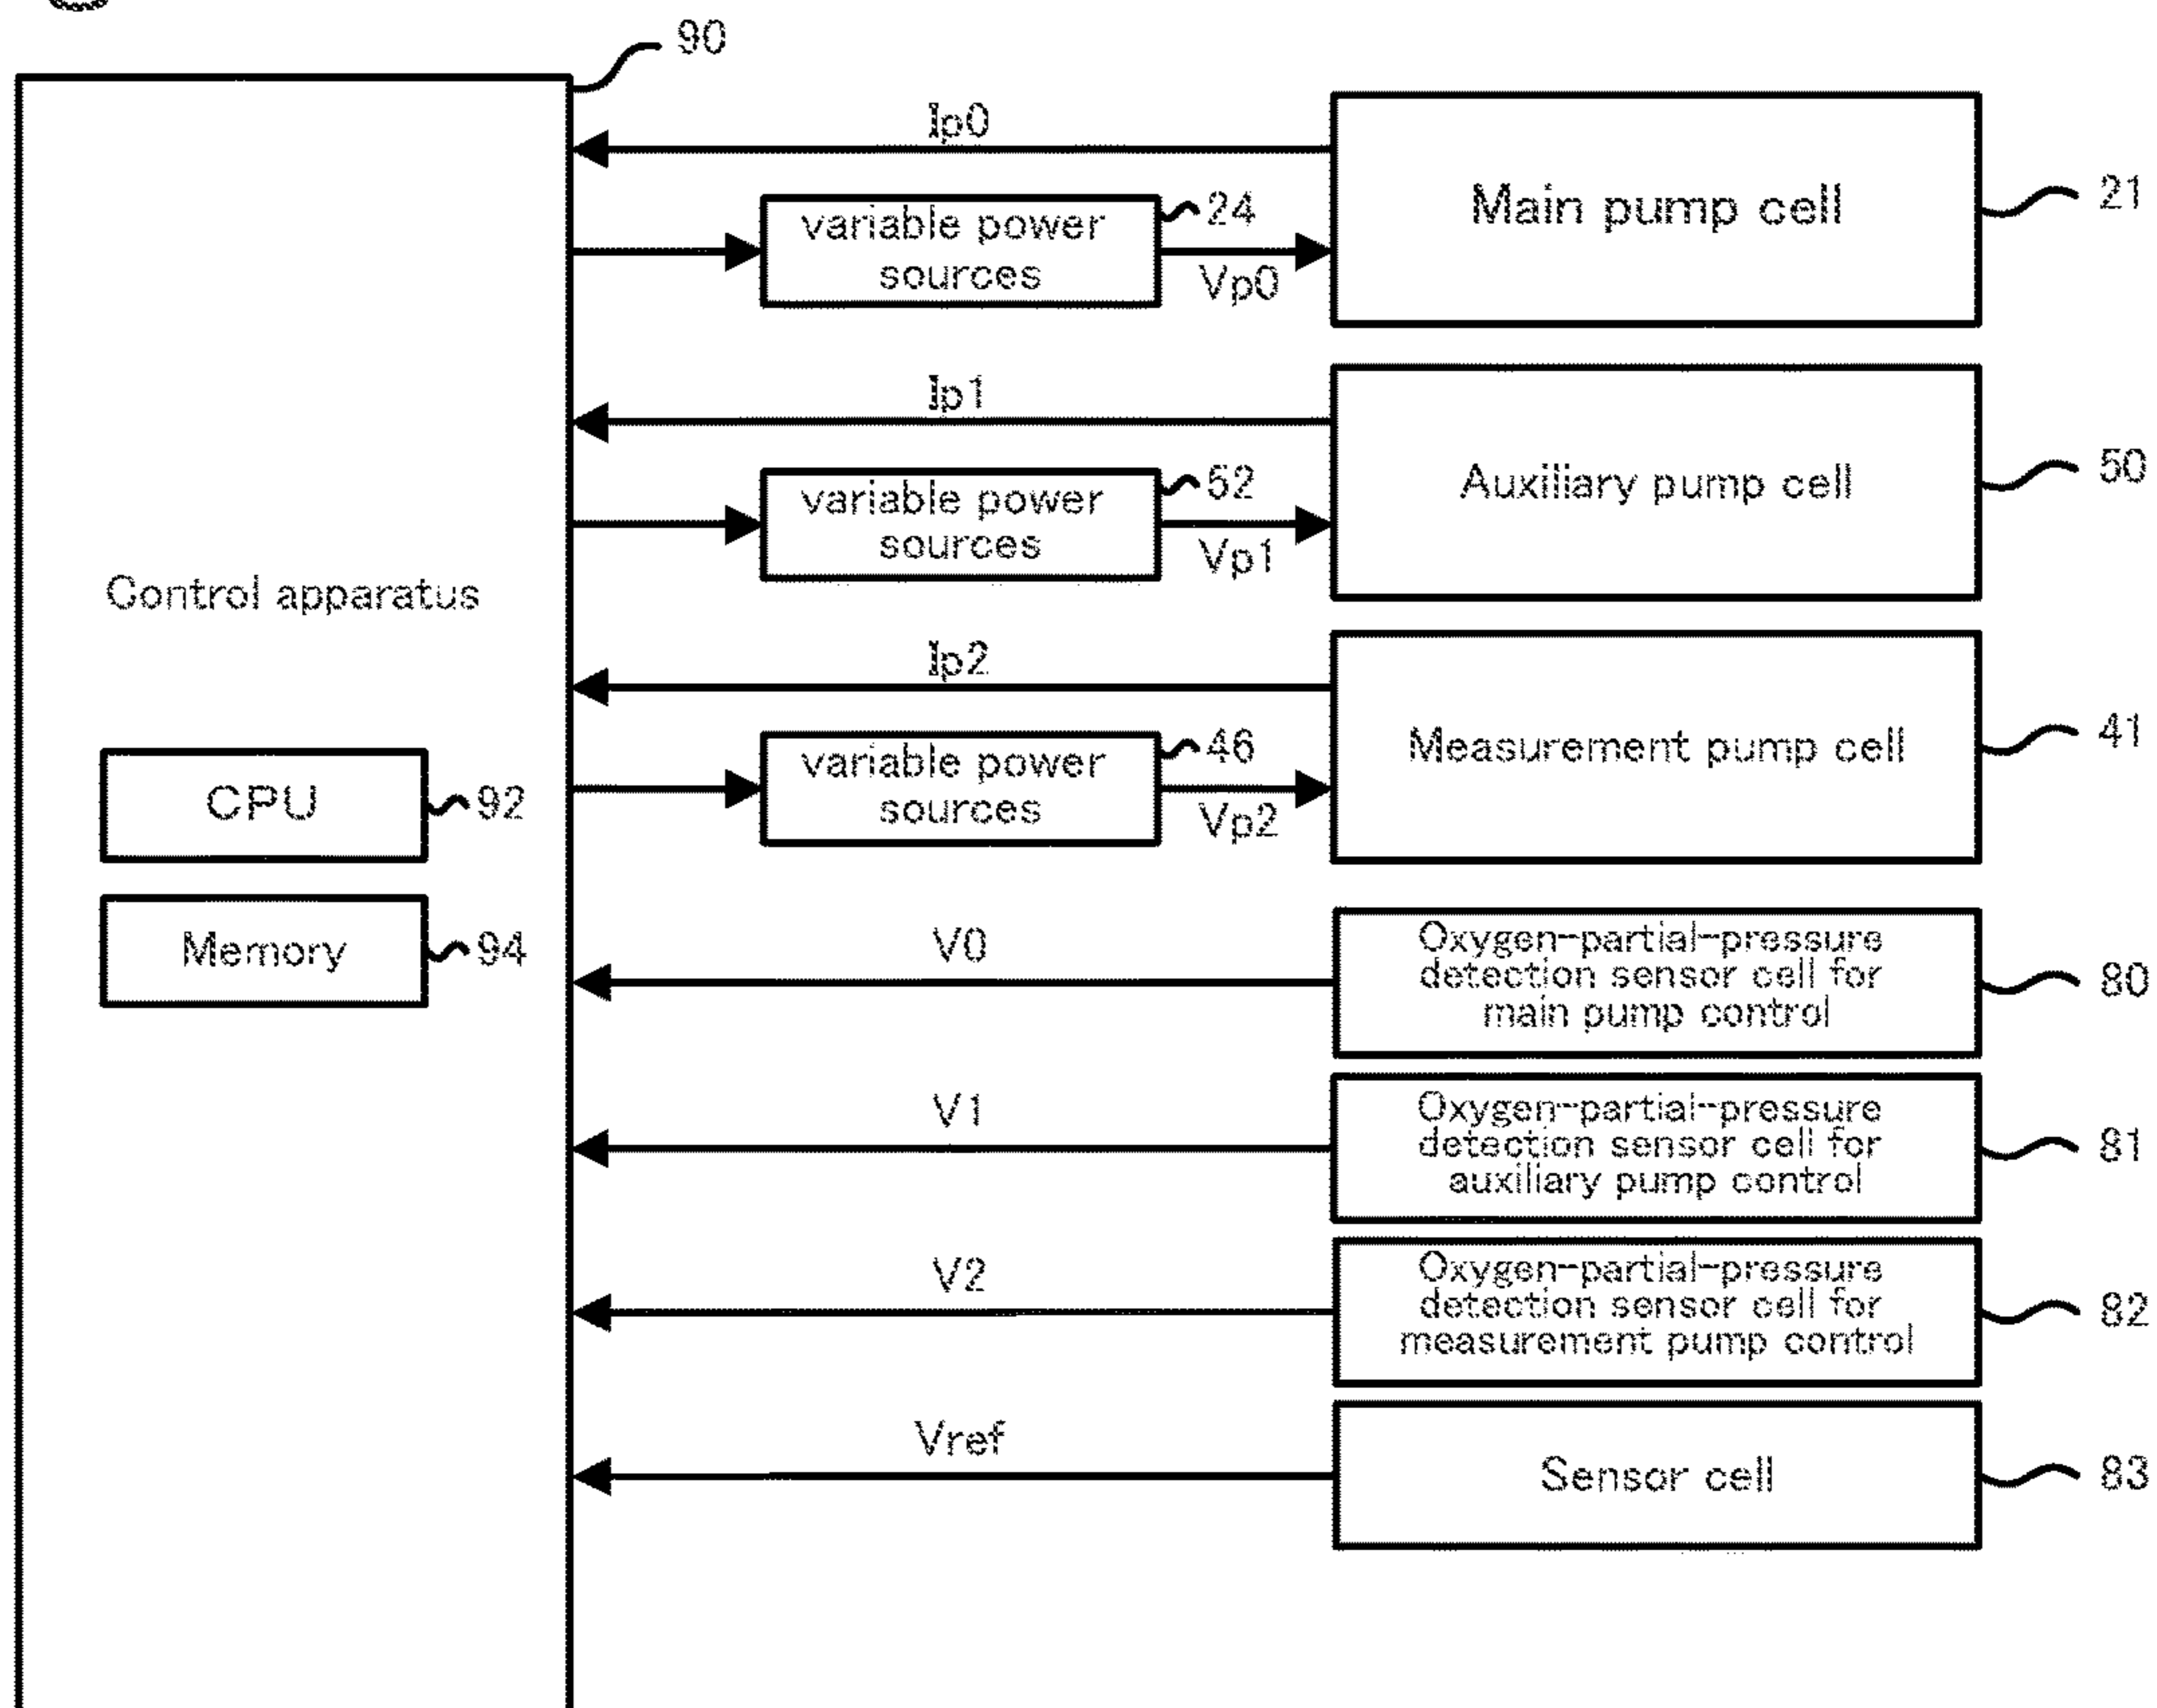 90
Ip0
Main pump cell
21
variable power
sources
24
Vp0
Ip1
Auxiliary pump cell
50
variable power
sources
52
Vp1
Control apparatus
Ip2
Measurement pump cell
41
variable power
sources
46
Vp2
CPU
92
Memory
94
V0
Oxygen-partial-pressure
detection sensor cell for
main pump control
80
V1
Oxygen-partial-pressure
detection sensor cell for
auxiliary pump control
81
V2
Oxygen-partial-pressure
detection sensor cell for
measurement pump control
82
Vref
Sensor cell
83